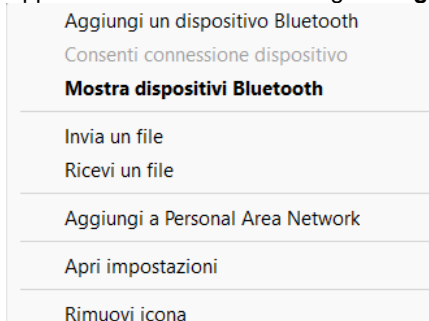 Aggiungi un dispositivo Bluetooth
Consenti connessione dispositivo
Mostra dispositivi Bluetooth
Invia un file
Ricevi un file
Aggiungi a Personal Area Network
Apri impostazioni
Rimuovi icona